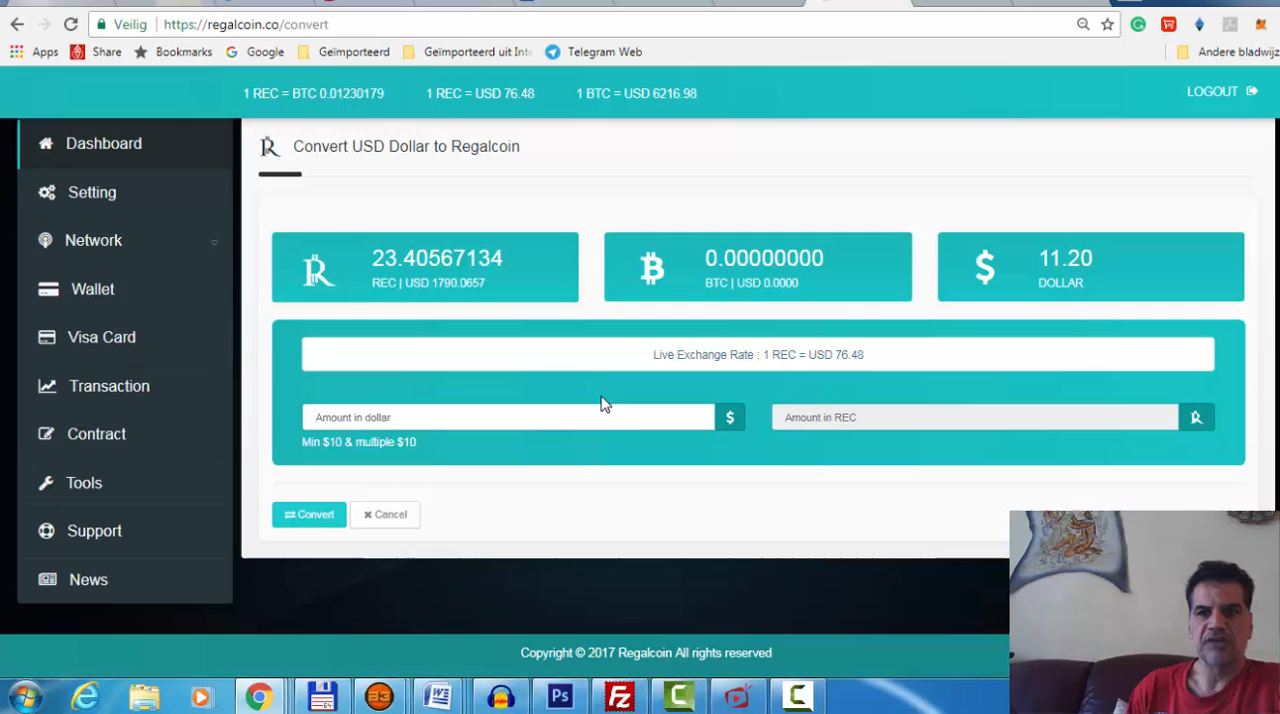 Veilig
https://regalcoin.co/convert
Apps
Share
Bookmarks
Google
Geïmporteerd
Geïmporteerd uit Int
Telegram Web
Andere bladwijz
1 REC = BTC 0.01230179
1 REC = USD 76.48
1 BTC = USD 6216.98
LOGOUT
Dashboard
Setting
Network
Wallet
Visa Card
Transaction
Contract
Tools
Support
News
Convert USD Dollar to Regalcoin
23.40567134
REC | USD 1790.0657
0.00000000
BTC | USD 0.0000
11.20
DOLLAR
Live Exchange Rate : 1 REC = USD 76.48
Amount in dollar
$
Amount in REC
Min $10 & multiple $10
Convert
Cancel
Copyright © 2017 Regalcoin All rights reserved